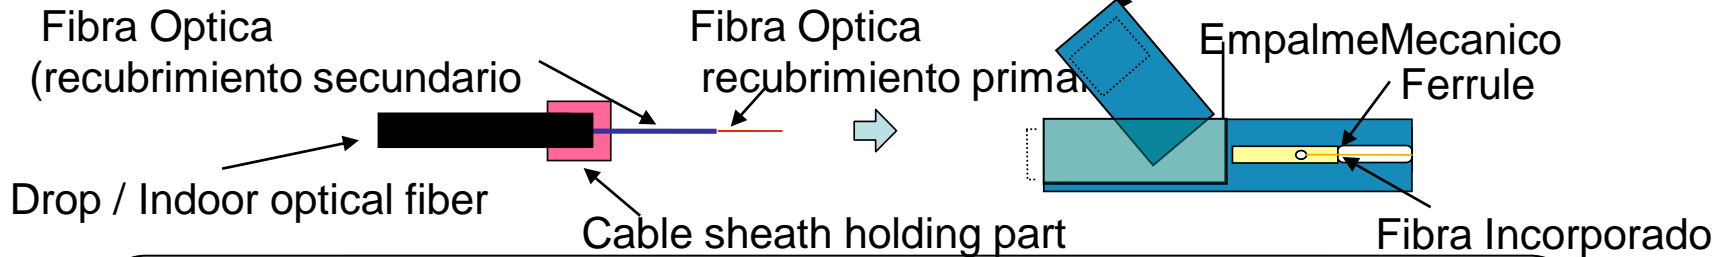 Fibra Optica
(recubrimiento secundario
Fibra Optica
recubrimiento primar
EmpalmeMecanico
Ferrule
Drop / Indoor optical fiber
Cable sheath holding part
Fibra Incorporado